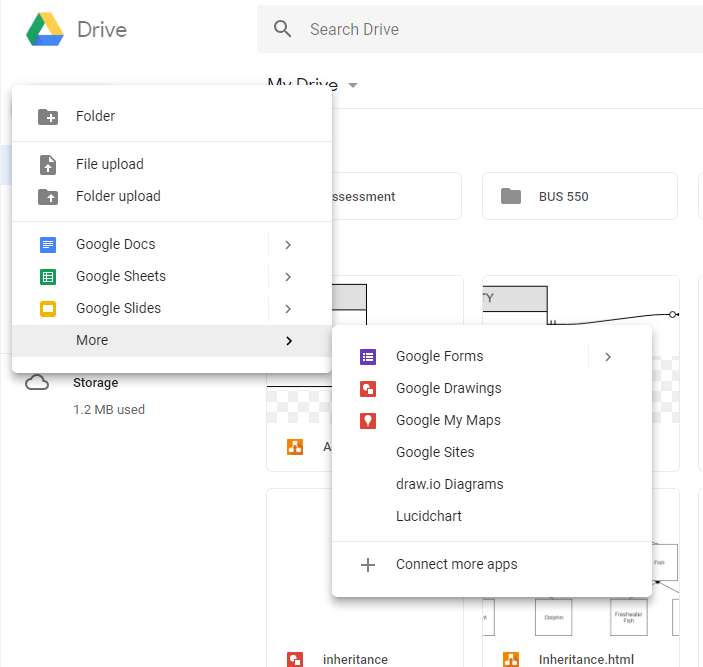 Drive
Search Drive
My Drive
Folder
File upload
Folder upload
ssessment
BUS 550
Google Docs
Google Sheets
Google Slides
TY
More
Google Forms
Storage
Google Drawings
1.2 MB used
Google My Maps
A
Google Sites
draw.io Diagrams
Lucidchart
Connect more apps
Fish
Dolphin
Freshwater
Fish
inheritance
Inheritance.html